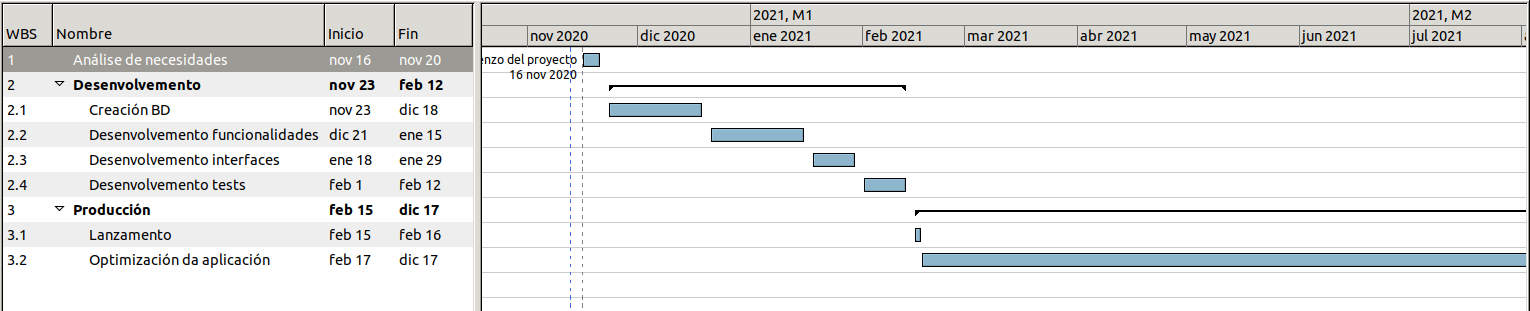 WBS Nombre Inicio Fin
1 Análise de necesidades nov 16 nov 20
2 Desenvolvemento nov 23 feb 12
2.1 Creación BD nov 23 dic 18
2.2 Desenvolvemento funcionalidades dic 21 ene 15
2.3 Desenvolvemento interfaces ene 18 ene 29
2.4 Desenvolvemento tests feb 1 feb 12
3 Producción feb 15 dic 17
3.1 Lanzamento feb 15 feb 16
3.2 Optimización da aplicación feb 17 dic 17
2021, M1 2021, M2
nov 2020 dic 2020 ene 2021 feb 2021 mar 2021 abr 2021 may 2021 jun 2021 jul 2021
enzo del proyecto
16 nov 2020